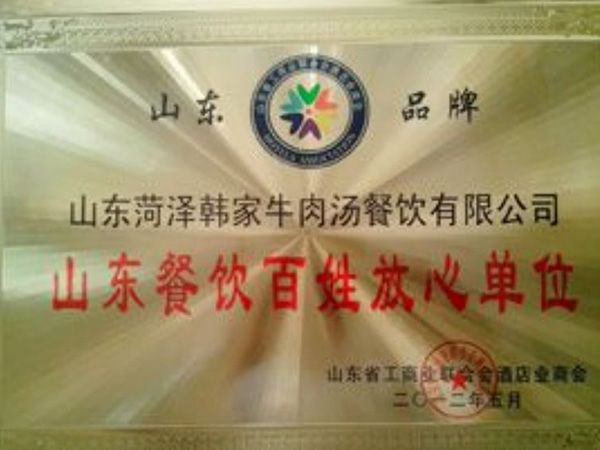 山东 品牌
HOTELS ASSOCIATION
山东菏泽韩家牛肉汤餐饮有限公司
山东餐饮百姓放心单位
山东省工商业联合会酒店业商会
二〇一二年五月